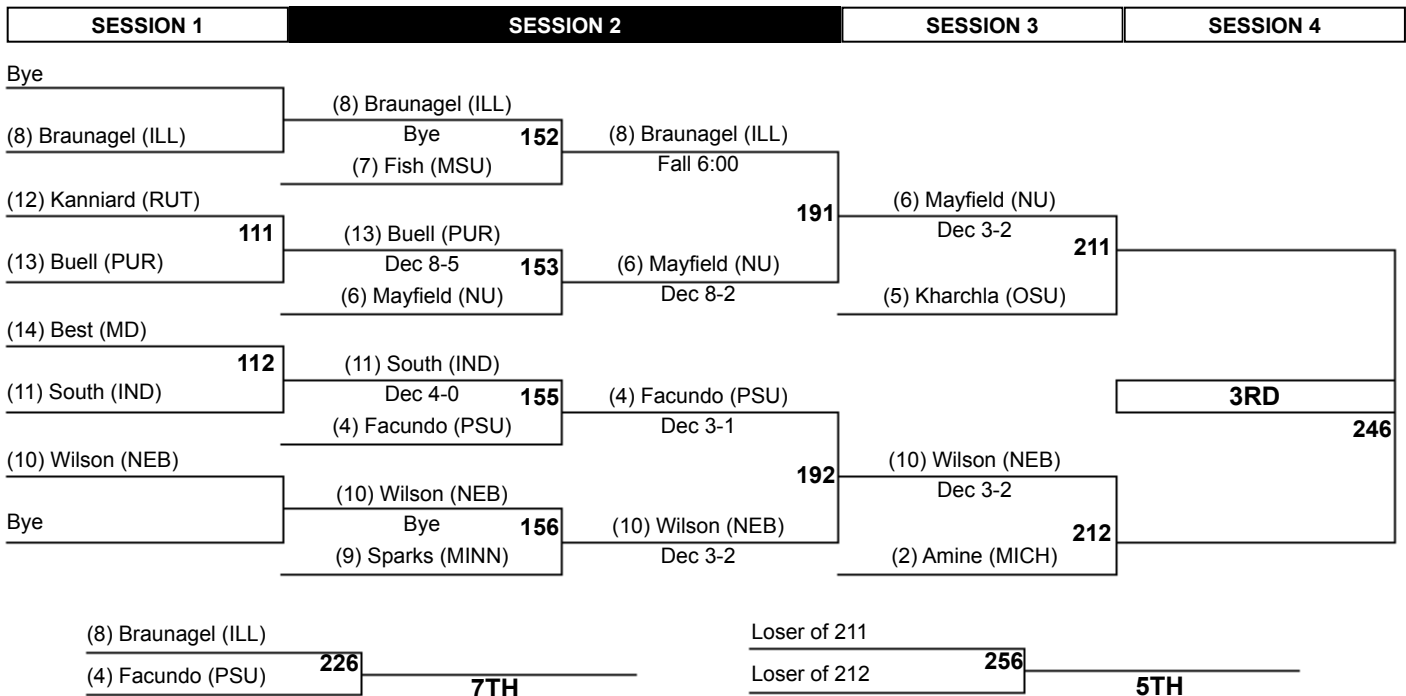 SESSION 1
SESSION 2
SESSION 3
SESSION 4
Bye
(8) Braunagel (ILL)
(12) Kanniard (RUT)
111
(13) Buell (PUR)
(14) Best (MD)
112
(11) South (IND)
(10) Wilson (NEB)
Bye
(8) Braunagel (ILL)
Bye
152
(7) Fish (MSU)
(13) Buell (PUR)
Dec 8-5
153
(6) Mayfield (NU)
(11) South (IND)
Dec 4-0
155
(4) Facundo (PSU)
(10) Wilson (NEB)
Bye
156
(9) Sparks (MINN)
(8) Braunagel (ILL)
Fall 6:00
191
(6) Mayfield (NU)
Dec 8-2
(4) Facundo (PSU)
Dec 3-1
192
(10) Wilson (NEB)
Dec 3-2
(6) Mayfield (NU)
Dec 3-2
211
(5) Kharchla (OSU)
(10) Wilson (NEB)
Dec 3-2
212
(2) Amine (MICH)
3RD
246
(8) Braunagel (ILL)
226
(4) Facundo (PSU)
7TH
Loser of 211
256
Loser of 212
5TH